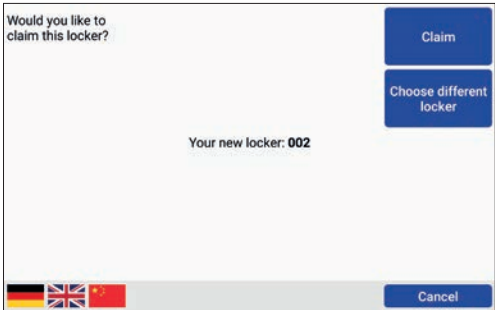 Would you like to
claim this locker?
Claim
Choose different
locker
Your new locker: 002
Cancel